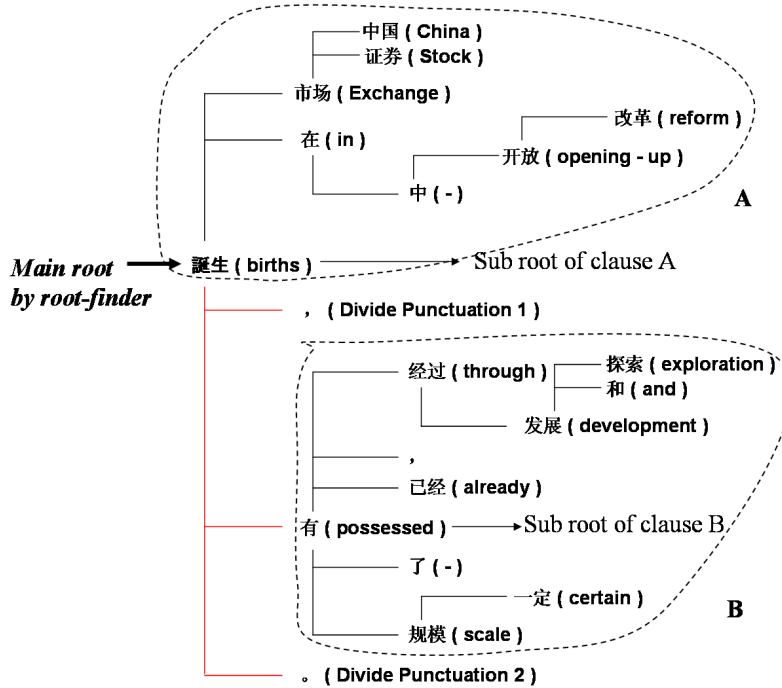 中国 ( China )
证券 ( Stock )
市场 ( Exchange )
改革 ( reform )
在 ( in )
开放 ( opening - up )
中 ( - )
A
誕生 ( births )
Sub root of clause A
Main root
by root-finder
， ( Divide Punctuation 1 )
经过 ( through )
探索 ( exploration )
和 ( and )
发展 ( development )
，
已经 ( already )
有 ( possessed )
Sub root of clause B
了 ( - )
一定 ( certain )
B
规模 ( scale )
。 ( Divide Punctuation 2 )